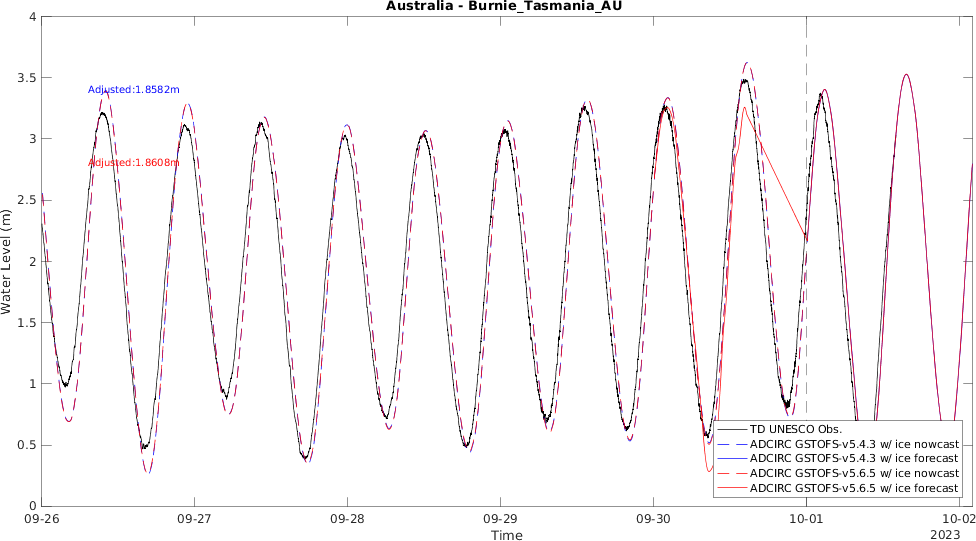 Australia - Burnie_Tasmania_AU
4
3.5
3
2.5
2
1.5
1
0.5
0
Water Level (m)
Adjusted:1.8582m
Adjusted:1.8608m
TD UNESCO Obs.
ADCIRC GSTOFS-v5.4.3 w/ ice nowcast
ADCIRC GSTOFS-v5.4.3 w/ ice forecast
ADCIRC GSTOFS-v5.6.5 w/ ice nowcast
ADCIRC GSTOFS-v5.6.5 w/ ice forecast
09-26 09-27 09-28 09-29 09-30 10-01 10-02
Time
2023